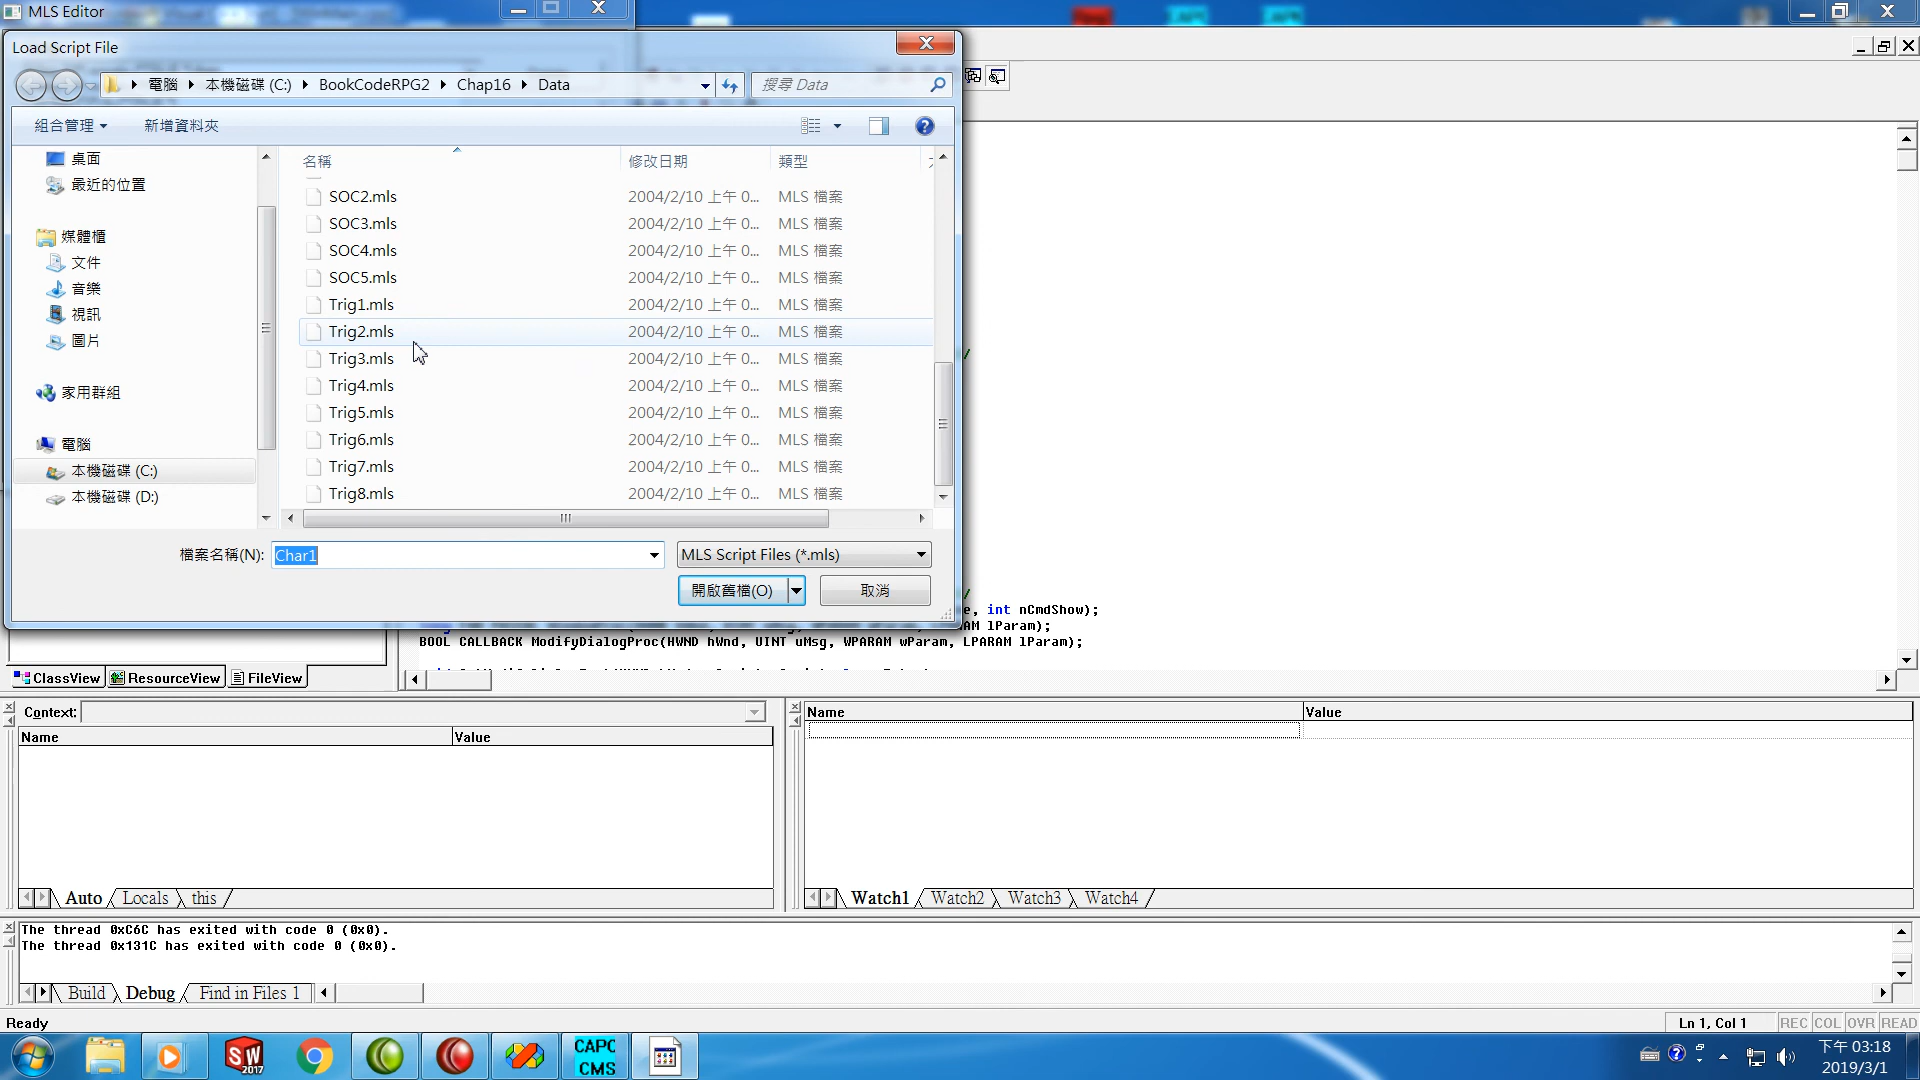 MLS Editor
Load Script File
電腦 本機磁碟 (C:) BookCodeRPG2 Chap16 Data
搜尋 Data
組合管理 新增資料夾
桌面
最近的位置
媒體櫃
文件
音樂
視訊
圖片
家用群組
電腦
本機磁碟 (C:)
本機磁碟 (D:)
名稱 修改日期 類型
SOC2.mls 2004/2/10 上午 0... MLS 檔案
SOC3.mls 2004/2/10 上午 0... MLS 檔案
SOC4.mls 2004/2/10 上午 0... MLS 檔案
SOC5.mls 2004/2/10 上午 0... MLS 檔案
Trig1.mls 2004/2/10 上午 0... MLS 檔案
Trig2.mls 2004/2/10 上午 0... MLS 檔案
Trig3.mls 2004/2/10 上午 0... MLS 檔案
Trig4.mls 2004/2/10 上午 0... MLS 檔案
Trig5.mls 2004/2/10 上午 0... MLS 檔案
Trig6.mls 2004/2/10 上午 0... MLS 檔案
Trig7.mls 2004/2/10 上午 0... MLS 檔案
Trig8.mls 2004/2/10 上午 0... MLS 檔案
檔案名稱(N): Char1 MLS Script Files (*.mls)
開啟舊檔(O) 取消
/
/
e, int nCmdShow);
AM lParam);
BOOL CALLBACK ModifyDialogProc(HWND hWnd, UINT uMsg, WPARAM wParam, LPARAM lParam);
ClassView ResourceView FileView
Context:
Name Value
Auto Locals this
Name Value
Watch1 Watch2 Watch3 Watch4
The thread 0xC6C has exited with code 0 (0x0).
The thread 0x131C has exited with code 0 (0x0).
Build Debug Find in Files 1
Ready
Ln 1, Col 1 REC COL OVR READ
SW
2017
CAPC
CMS
下午 03:18
2019/3/1